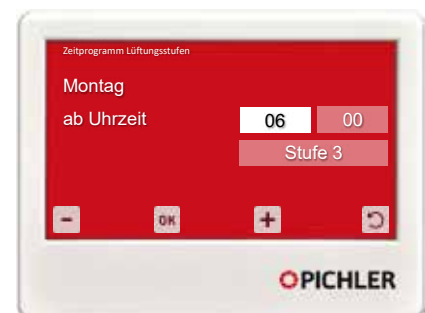 Zeitprogramm Lüftungsstufen
Montag
ab Uhrzeit 06 00
Stufe 3
- OK +
PICHLER